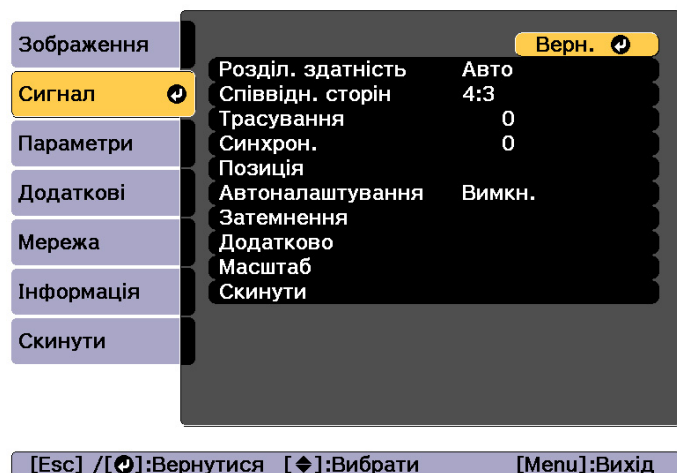 Зображення
Сигнал
Параметри
Додаткові
Мережа
Інформація
Скинути
Верн.
Розділ. здатність Авто
Співвідн. сторін 4:3
Трасування 0
Синхрон. 0
Позиція
Автоналаштування Вимкн.
Затемнення
Додатково
Масштаб
Скинути
[Esc] /[⏎]:Вернутися [◆]:Вибрати [Menu]:Вихід